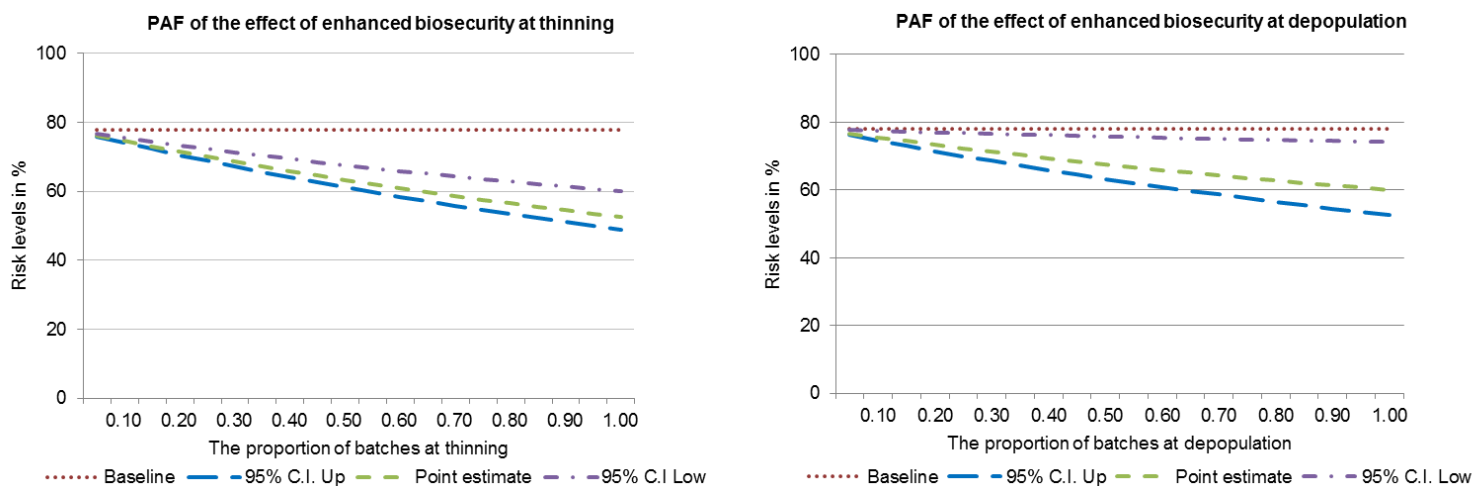 PAF of the effect of enhanced biosecurity at thinning
100
80
60
40
20
0
Risk levels in %
0.10 0.20 0.30 0.40 0.50 0.60 0.70 0.80 0.90 1.00
The proportion of batches at thinning
Baseline 95% C.I. Up Point estimate 95% C.I Low
PAF of the effect of enhanced biosecurity at depopulation
100
80
60
40
20
0
Risk levels in %
0.10 0.20 0.30 0.40 0.50 0.60 0.70 0.80 0.90 1.00
The proportion of batches at depopulation
Baseline 95% C.I. Up Point estimate 95% C.I Low